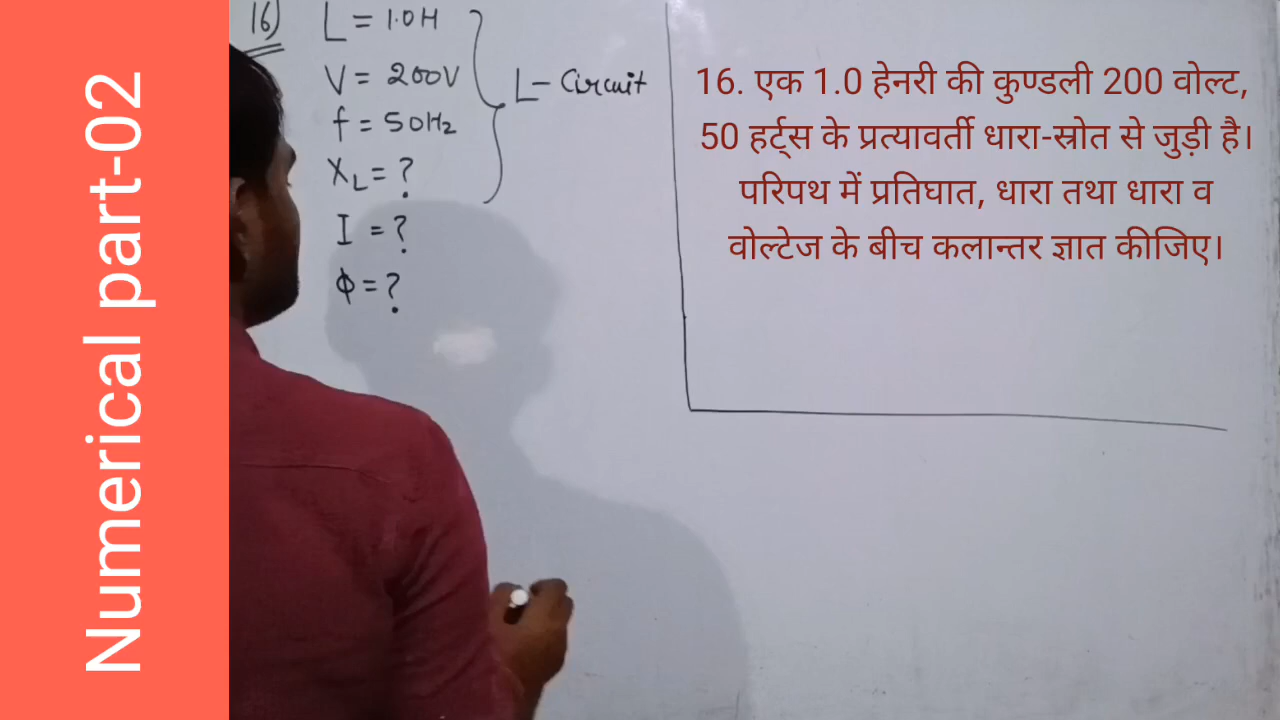 Numerical part-02
16)
L = 1.0H
V = 200V
f = 50Hz
XL = ?
I = ?
Φ = ?
L- Circuit
16. एक 1.0 हेनरी की कुण्डली 200 वोल्ट,
50 हर्ट्स के प्रत्यावर्ती धारा-स्रोत से जुड़ी है।
परिपथ में प्रतिघात, धारा तथा धारा व
वोल्टेज के बीच कलान्तर ज्ञात कीजिए।